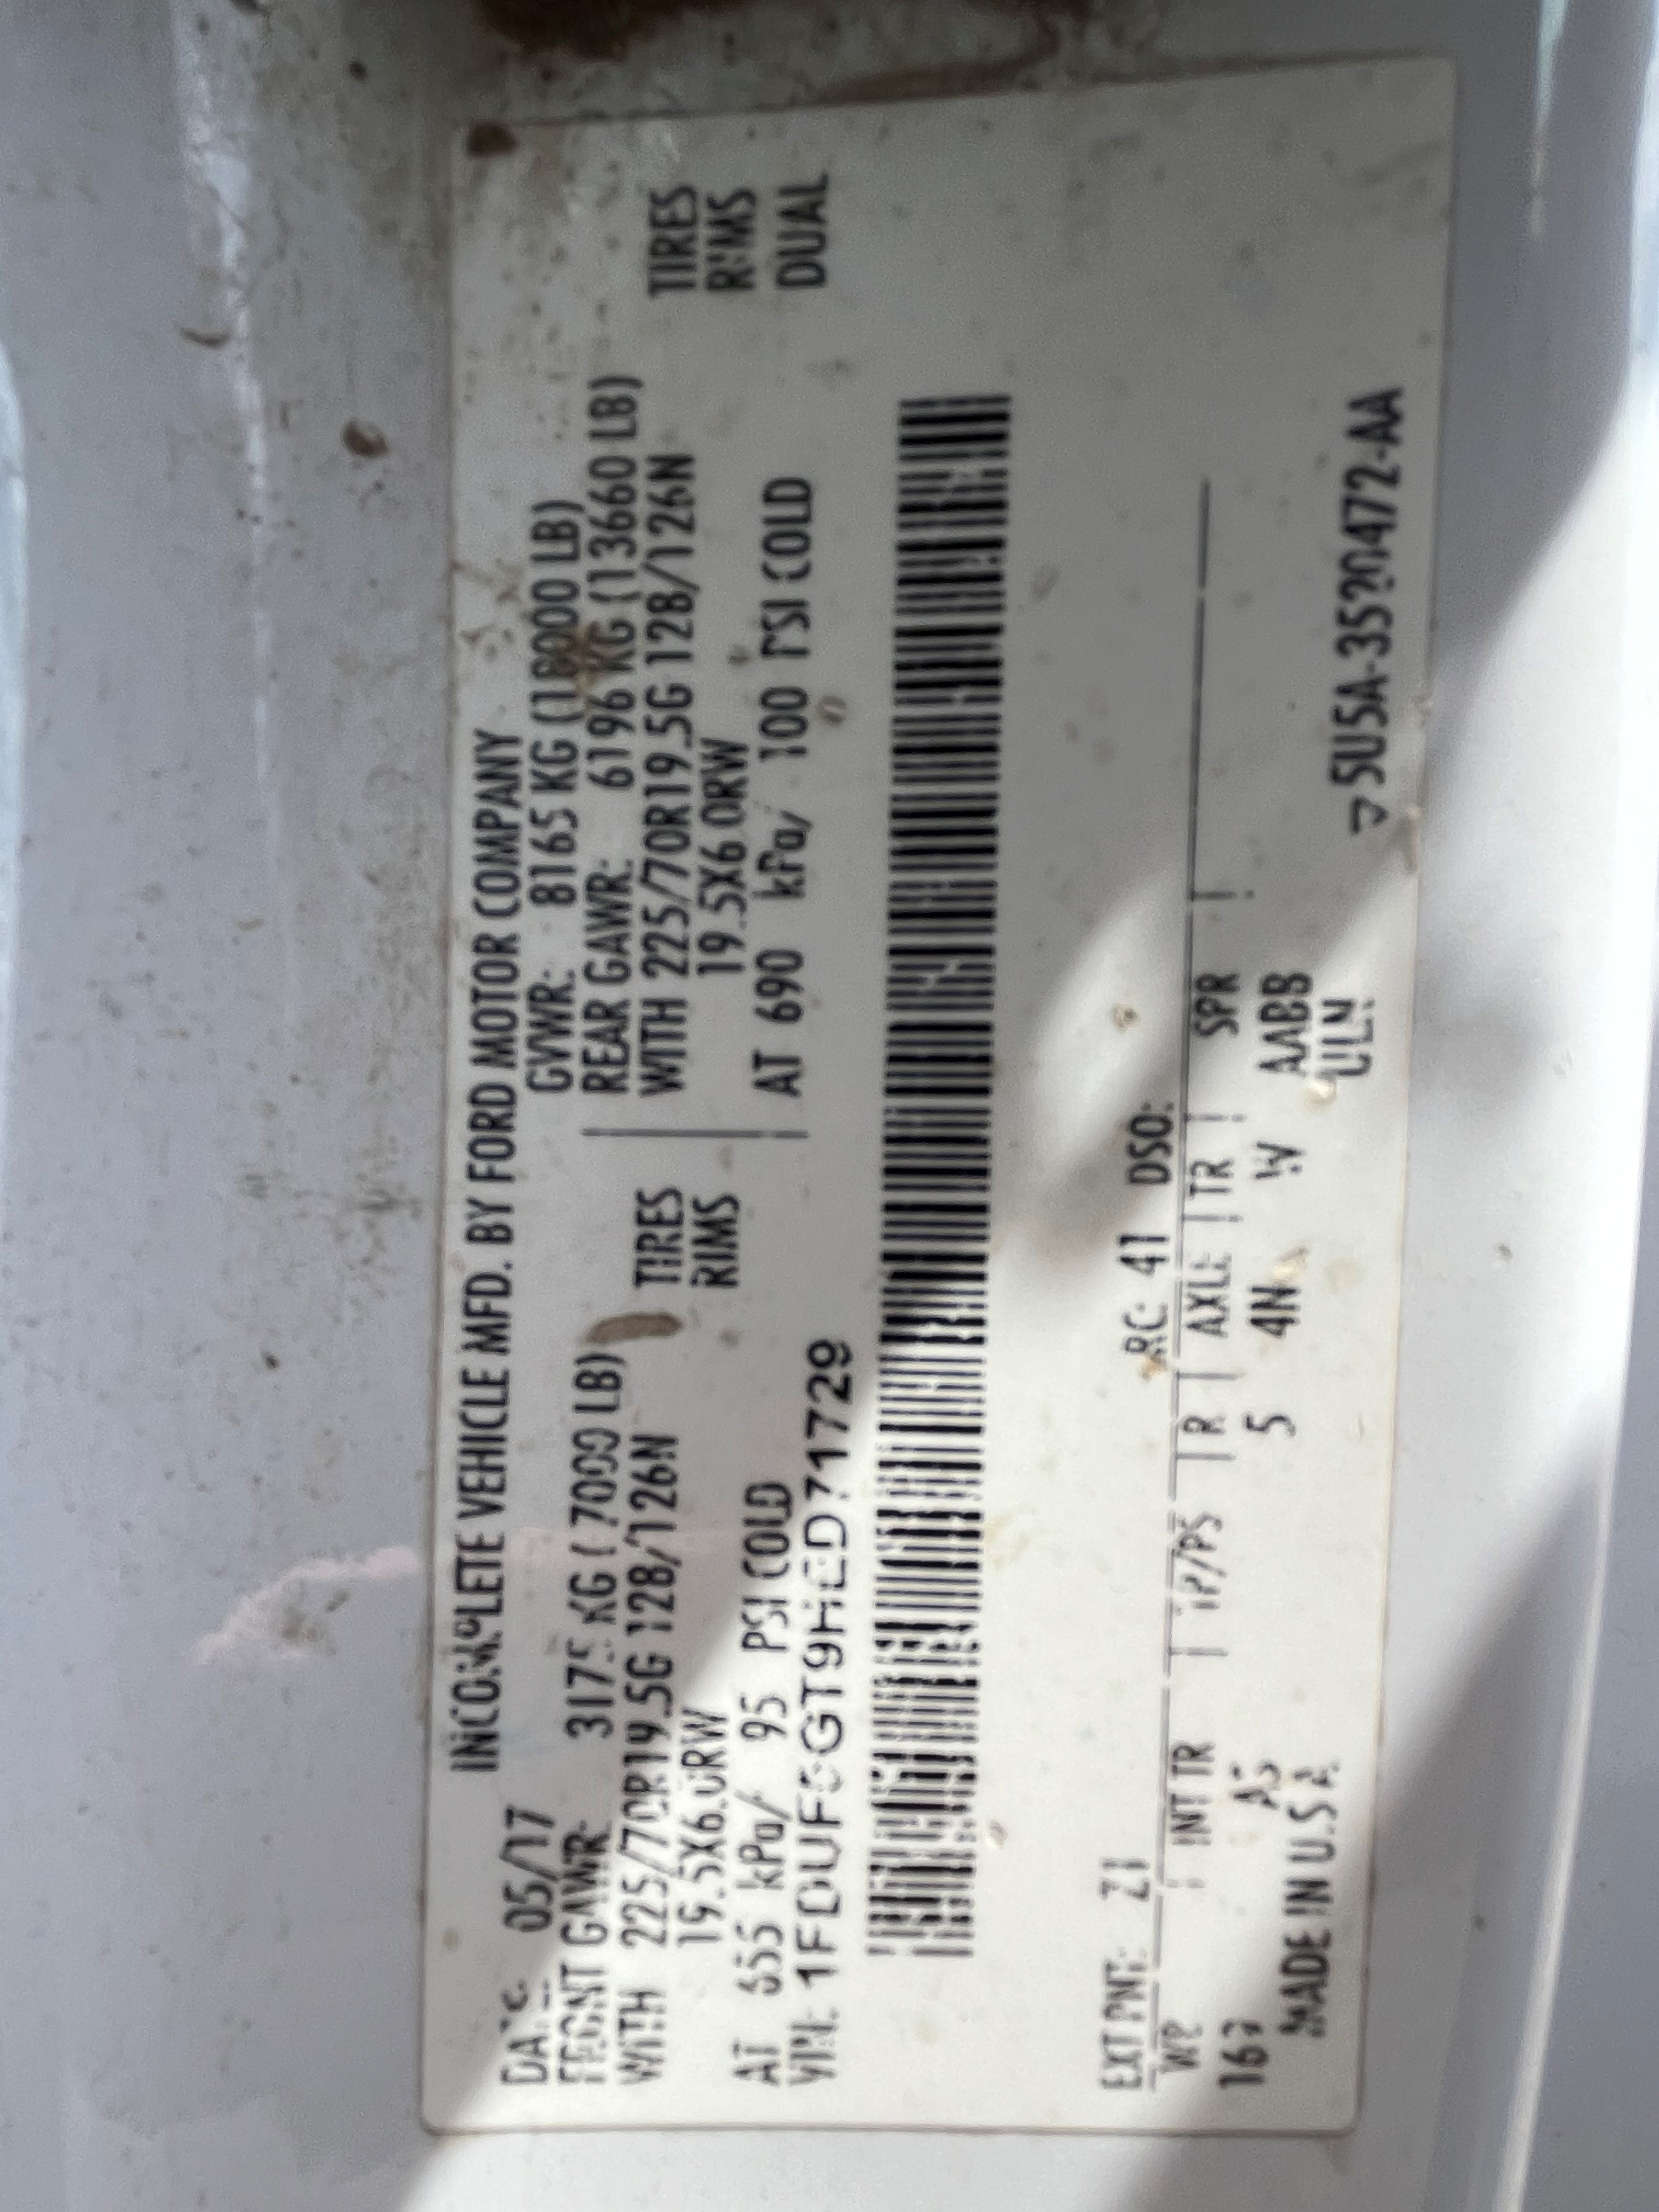 INCOMPLETE VEHICLE MFD. BY FORD MOTOR COMPANY
DATE: 05/17 GVWR: 8165 KG (18000 LB)
FRONT GAWR: 3175 KG ( 7000 LB) REAR GAWR: 6196 KG (13660 LB)
WITH 225/70R19.5G 128/126N TIRES WITH 225/70R19.5G 128/126N TIRES
19.5X6.0RW RIMS 19.5X6.0RW RIMS
AT 655 kPa/ 95 PSI COLD AT 690 kPa/ 100 PSI COLD DUAL
VIN: 1FDUF5GT9HED71729
EXT PNT: Z1 RC: 41 DSO:
WB INT TR TP/PS R AXLE TR SPR
169 AS 5 4N W AABB
MADE IN U.S.A. ULN
5U5A-3520472-AA